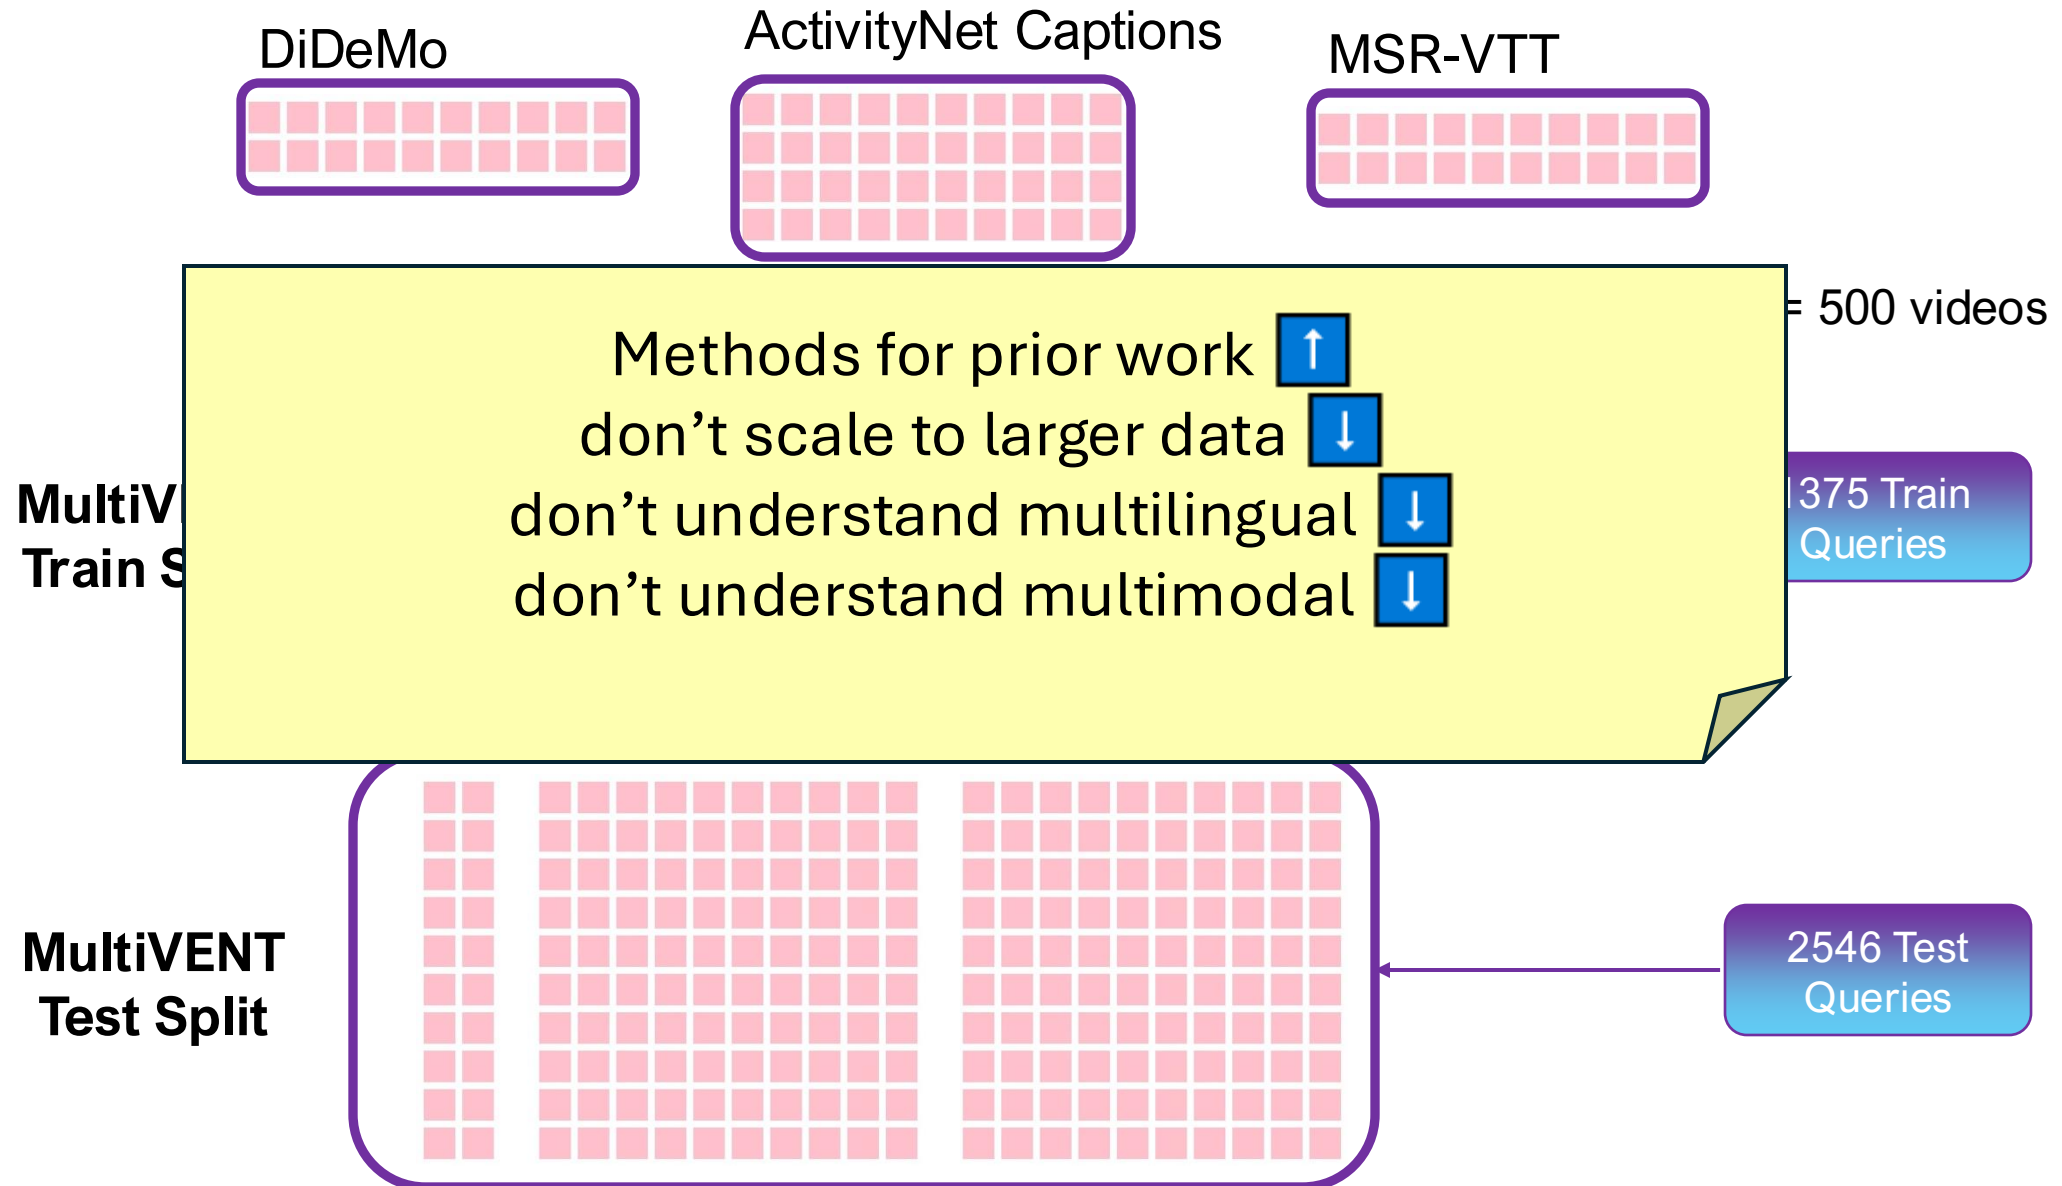 DiDeMo
ActivityNet Captions
MSR-VTT
= 500 videos
Methods for prior work ↑
don't scale to larger data ↓
don't understand multilingual ↓
don't understand multimodal ↓
Train
375 Train
Queries
MultiVENT
Test Split
2546 Test
Queries